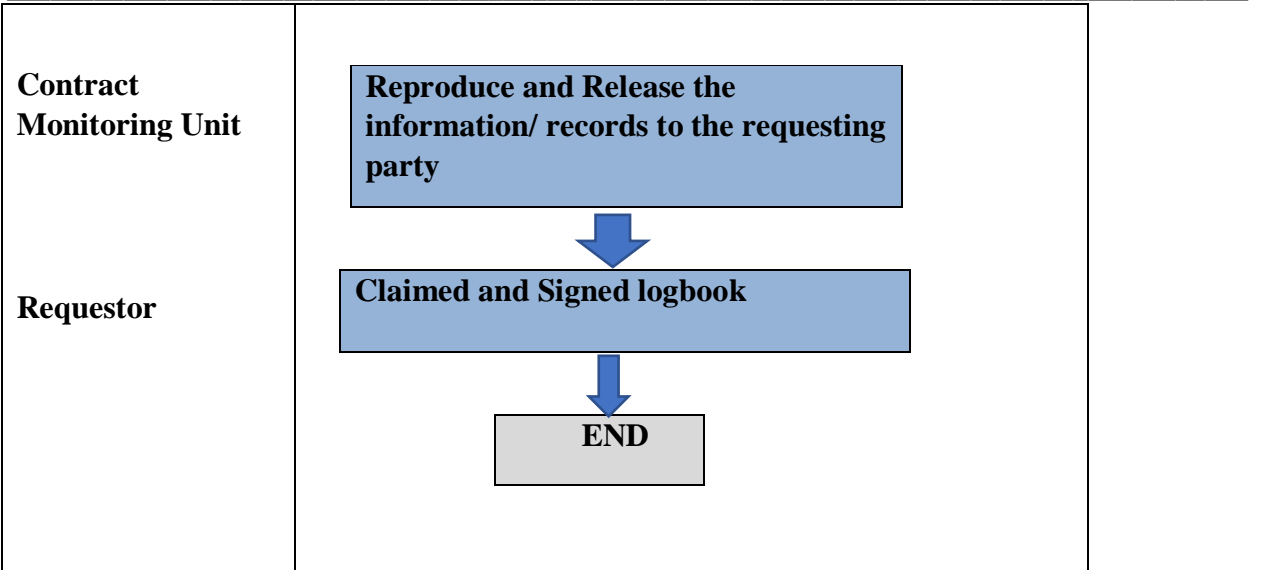 Contract
Monitoring Unit
Reproduce and Release the
information/ records to the requesting
party
Requestor
Claimed and Signed logbook
END